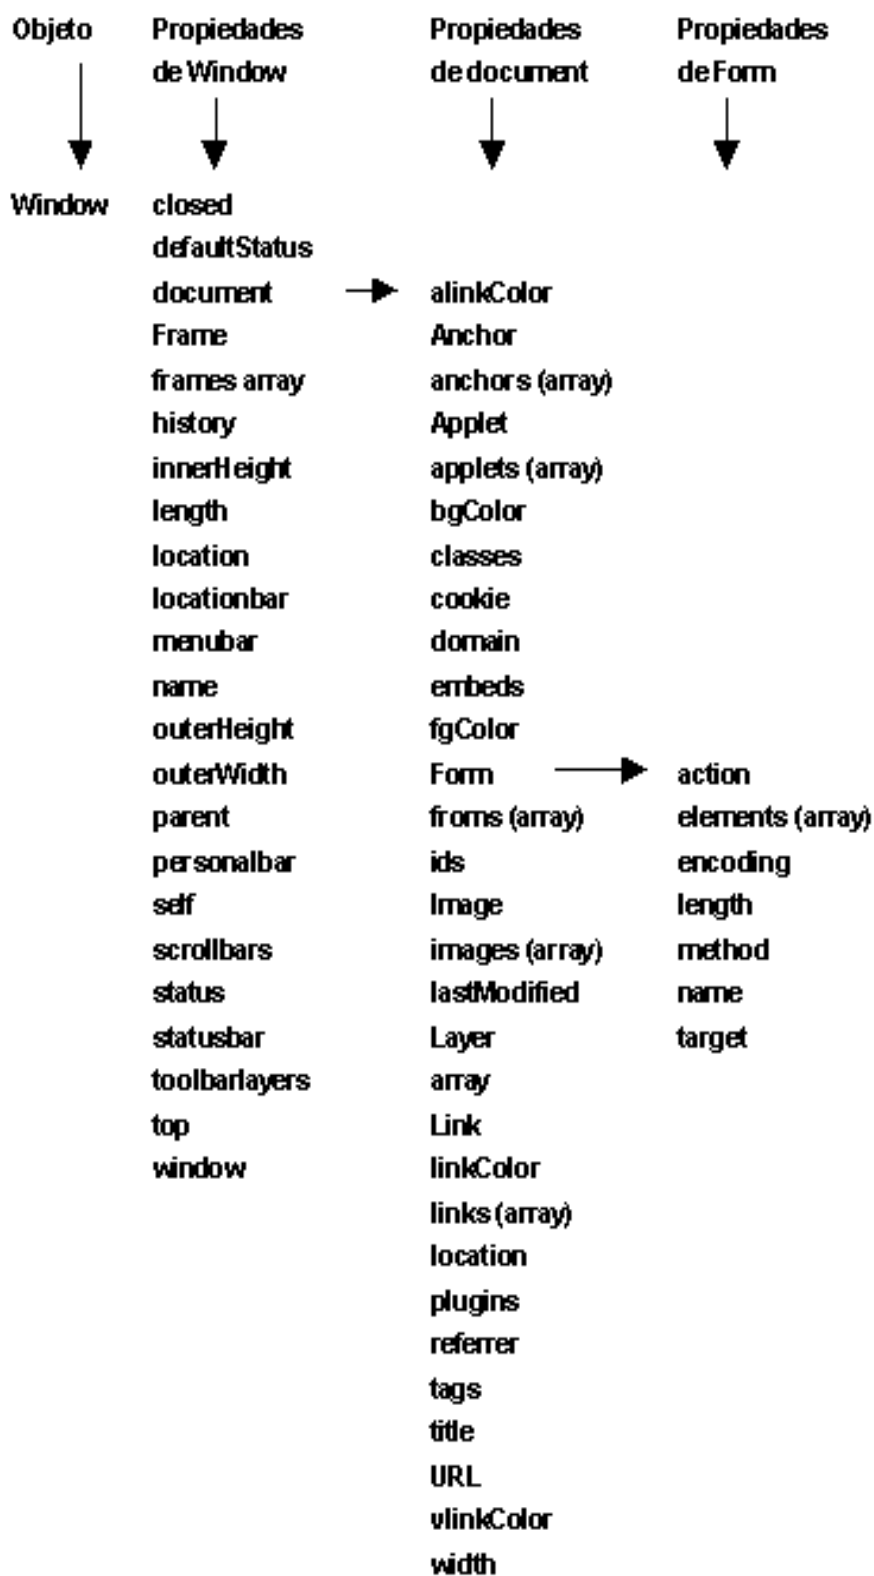 Objeto Propiedades Propiedades Propiedades
de Window de document de Form
Window closed
defaultStatus
document alinkColor
Frame Anchor
frames array anchors (array)
history Applet
innerHeight applets (array)
length bgColor
location classes
locationbar cookie
menubar domain
name embeds
outerHeight fgColor
outerWidth Form action
parent froms (array) elements (array)
personalbar ids encoding
self Image length
scrollbars images (array) method
status lastModified name
statusbar Layer target
toolbarlayers array
top Link
window linkColor
links (array)
location
plugins
referrer
tags
title
URL
vlinkColor
width